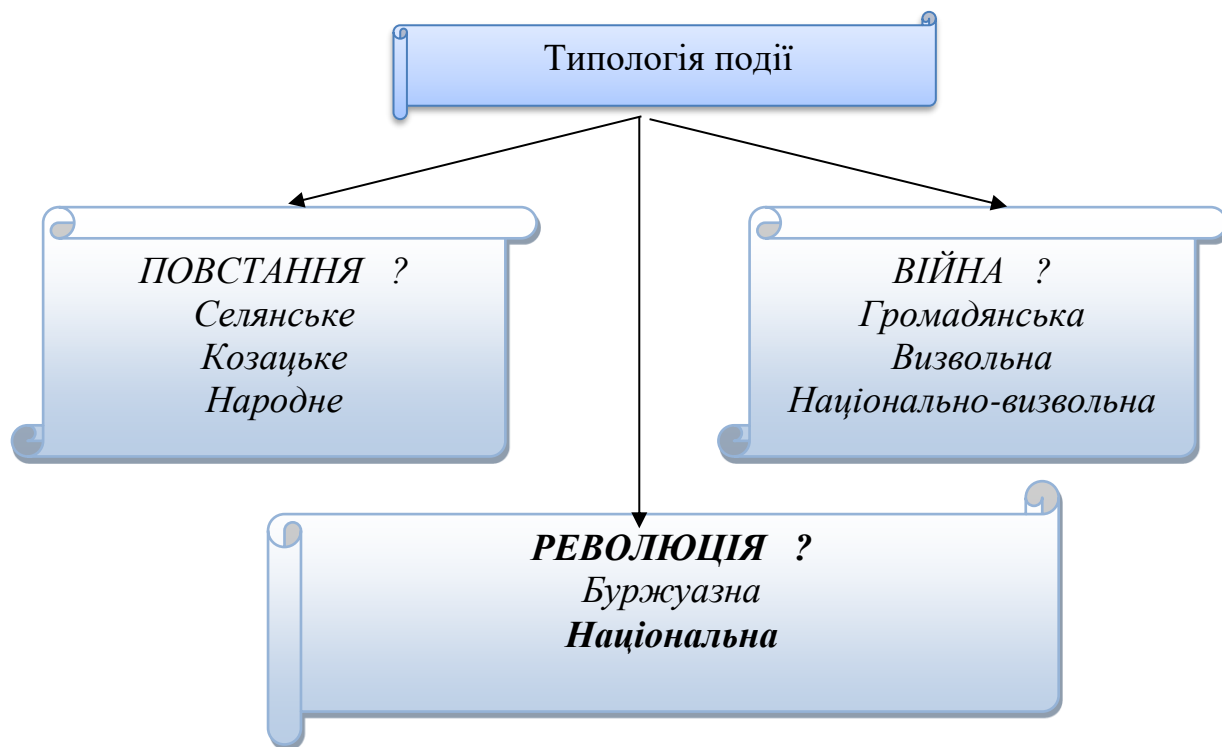 Типологія події
ПОВСТАННЯ ?
Селянське
Козацьке
Народне
ВІЙНА ?
Громадянська
Визвольна
Національно-визвольна
РЕВОЛЮЦІЯ ?
Буржуазна
Національна